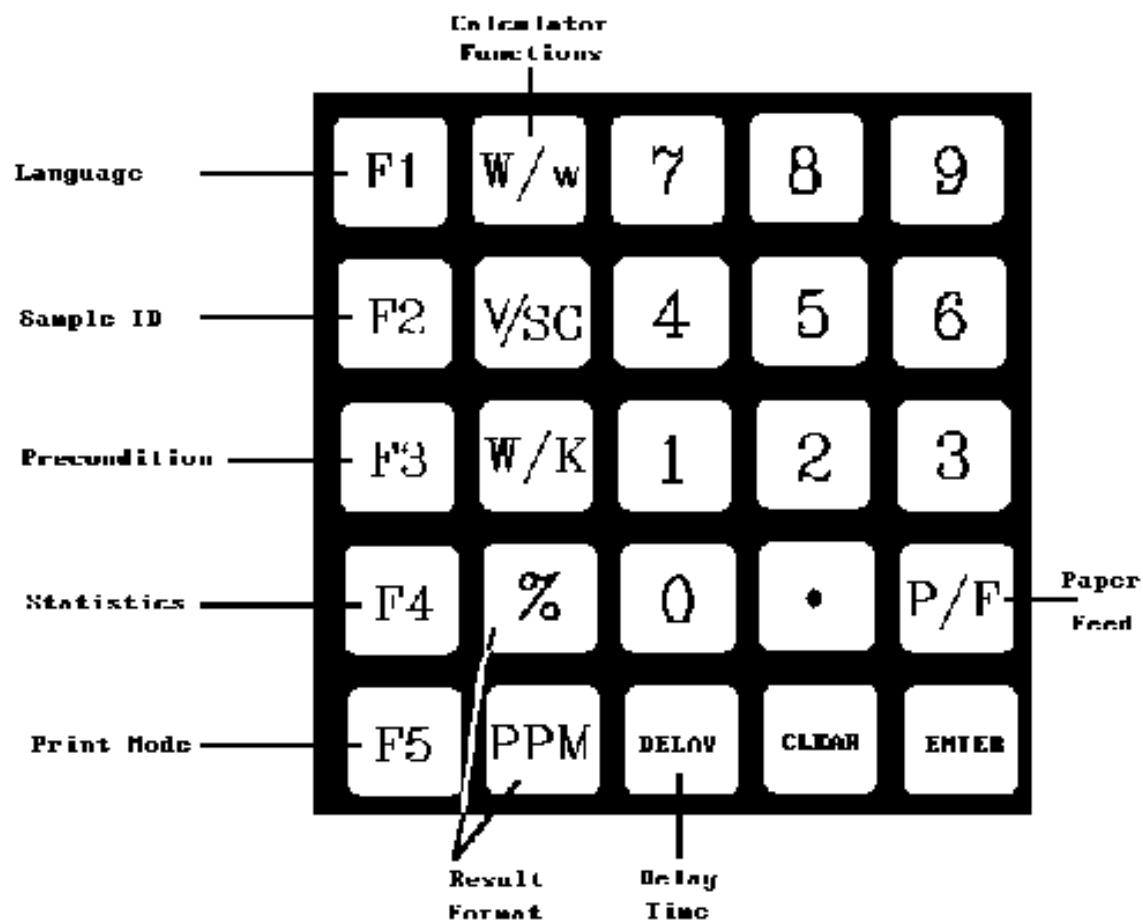 Calculator
Functions
Language
F1 W/w 7 8 9
Sample ID
F2 V/SC 4 5 6
Precondition
F3 W/K 1 2 3
Statistics
F4 % 0 • P/F
Paper
Feed
Print Mode
F5 PPM DELAY CLEAR ENTER
Result
Format
Delay
Time